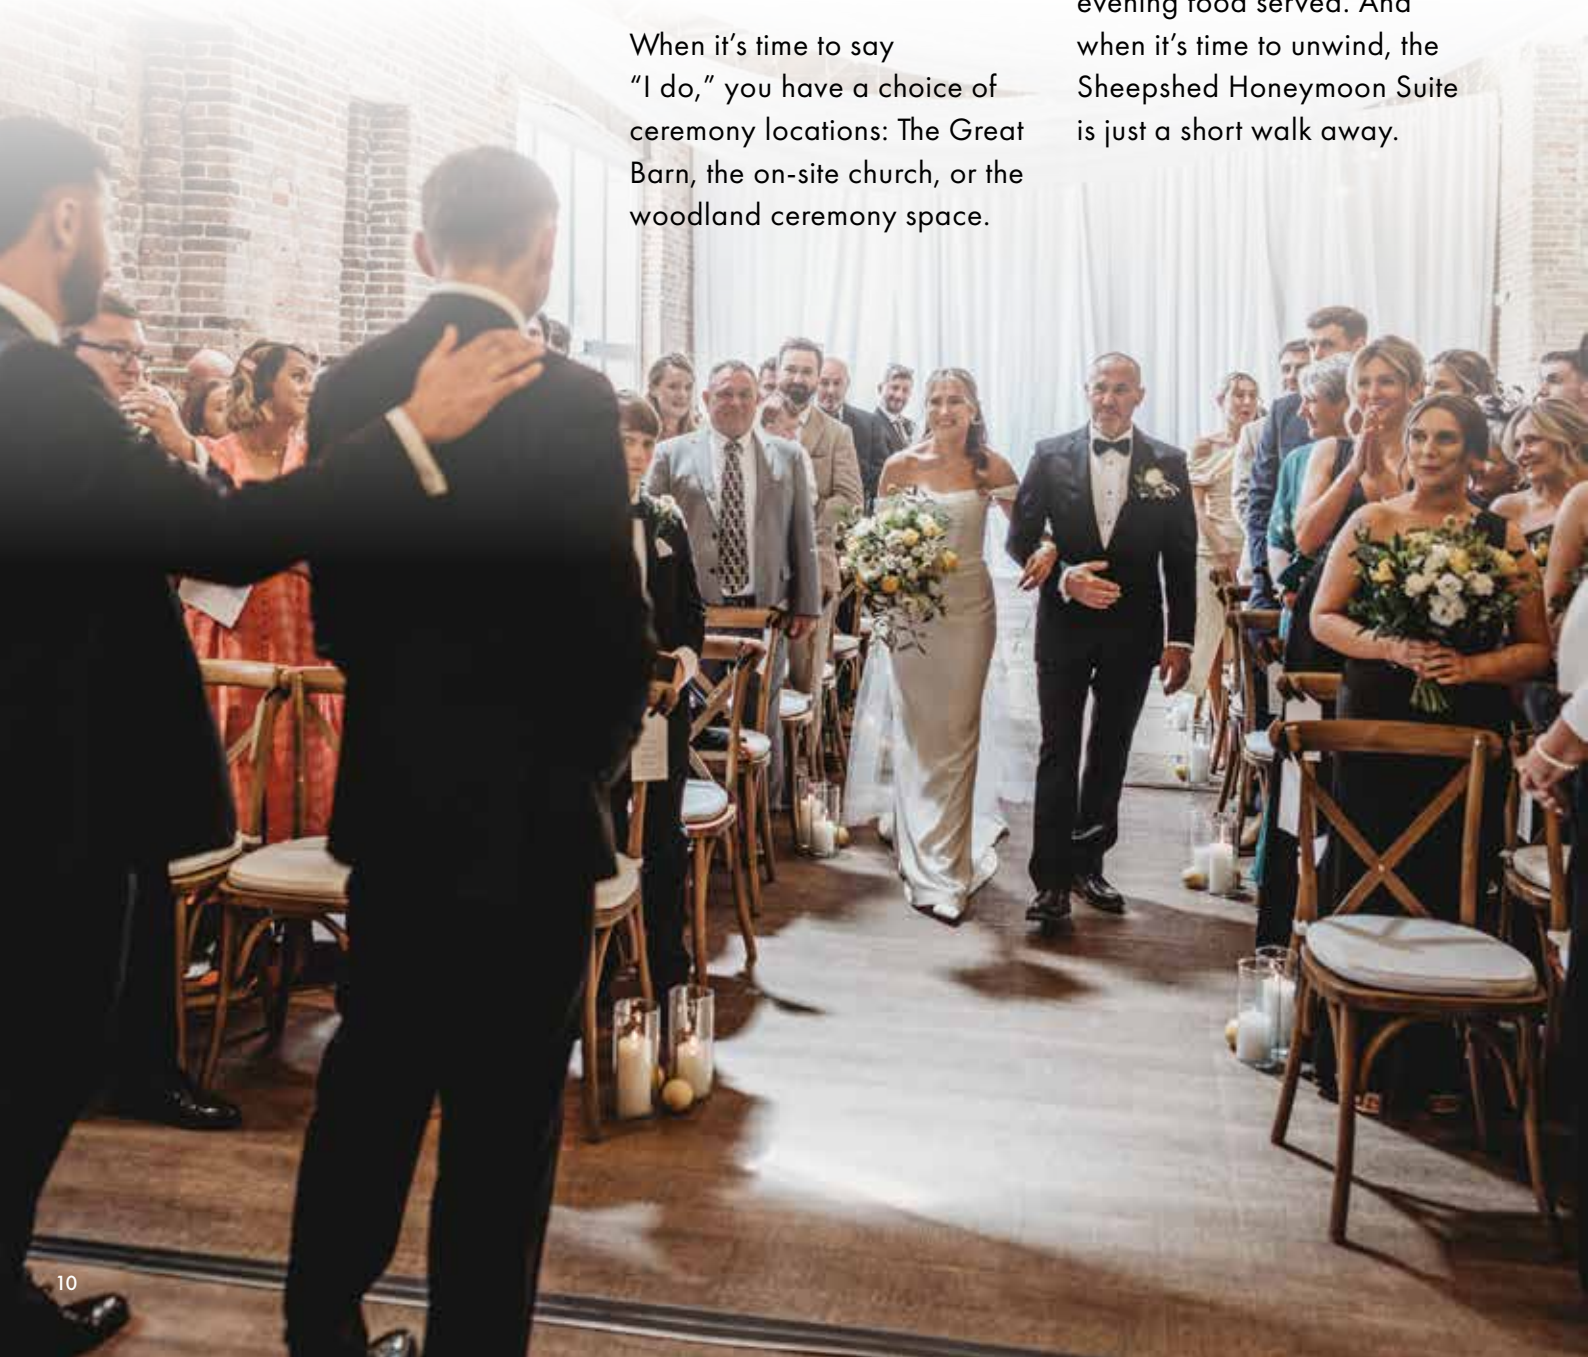 When it’s time to say
“I do,” you have a choice of
ceremony locations: The Great
Barn, the on-site church, or the
woodland ceremony space.
evening food served. And
when it’s time to unwind, the
Sheepshed Honeymoon Suite
is just a short walk away.
10